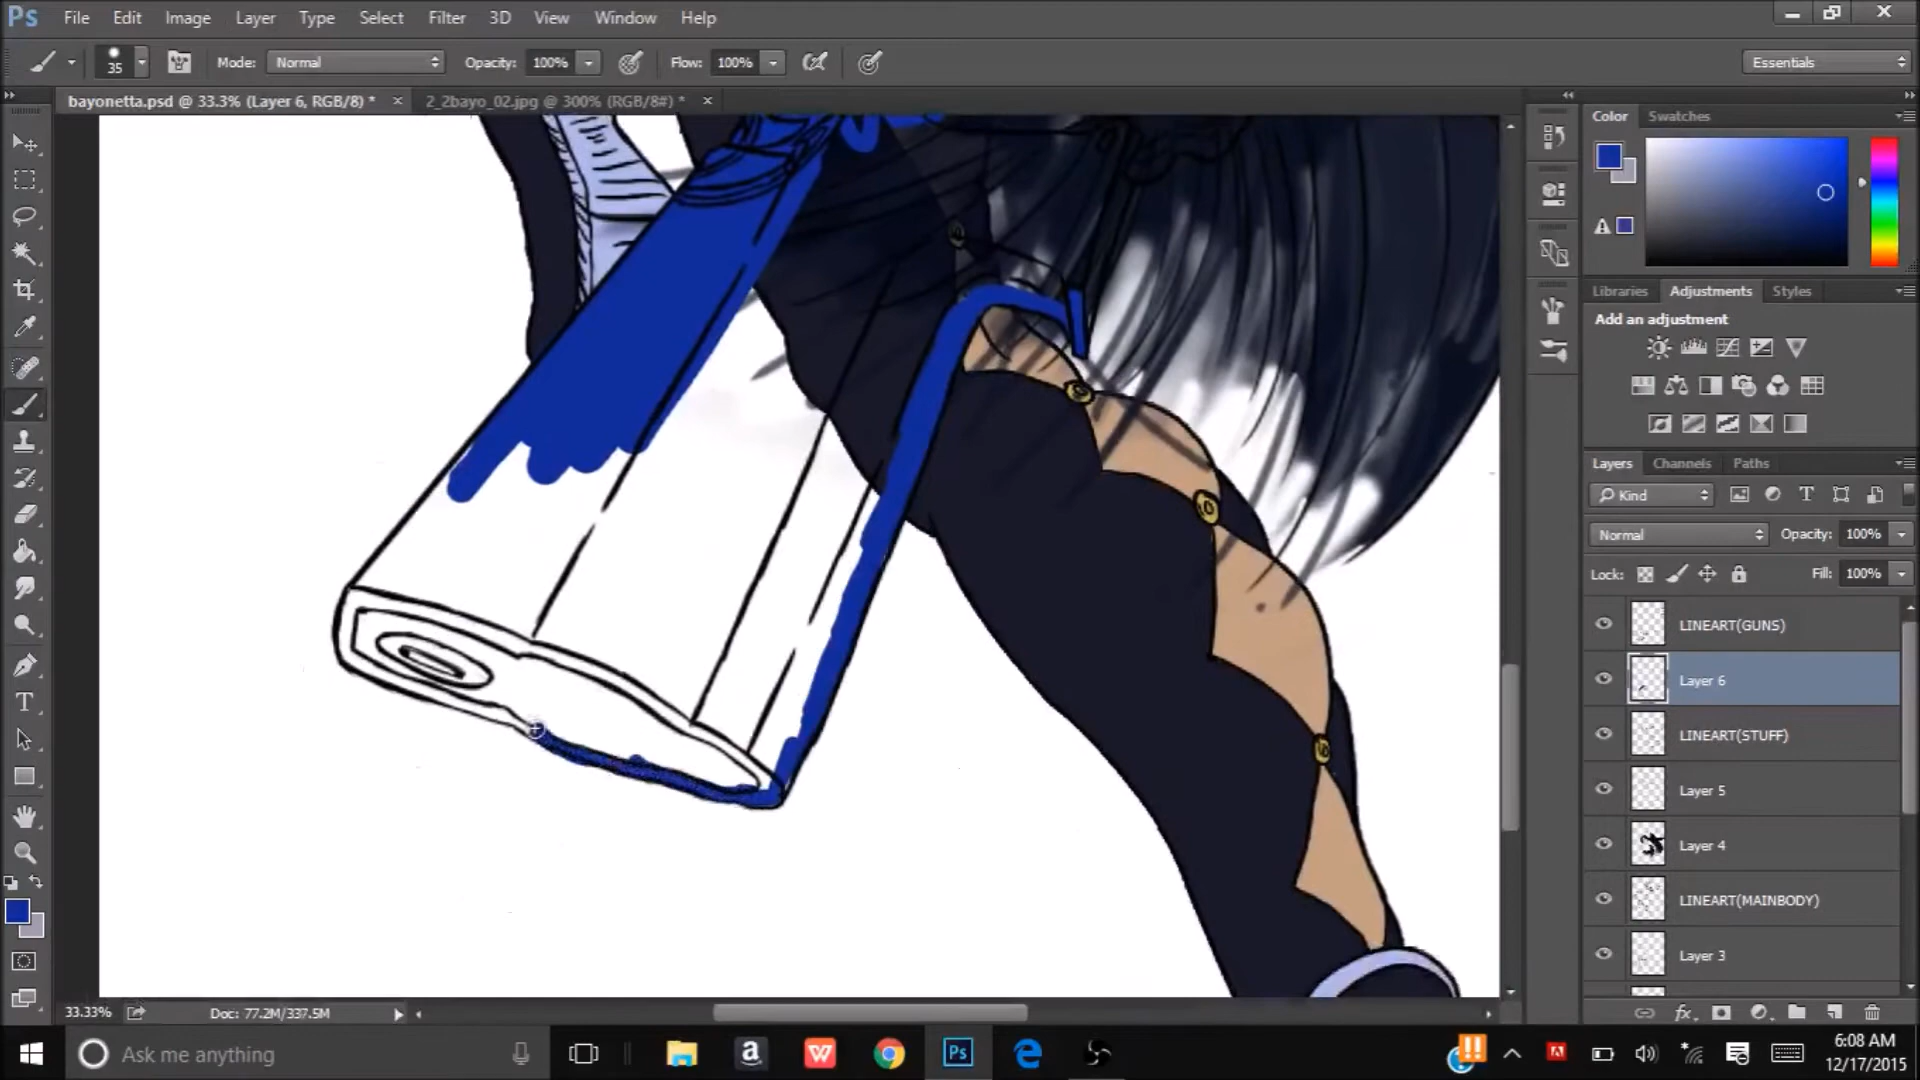 Ps File Edit Image Layer Type Select Filter 3D View Window Help
35 Mode: Normal Opacity: 100% Flow: 100% Essentials
bayonetta.psd @ 33.3% (Layer 6, RGB/8) * × 2_2bayo_02.jpg @ 300% (RGB/8#) * ×
Color Swatches
Libraries Adjustments Styles
Add an adjustment
Layers Channels Paths
Kind
Normal Opacity: 100%
Lock: Fill: 100%
LINEART(GUNS)
Layer 6
LINEART(STUFF)
Layer 5
Layer 4
LINEART(MAINBODY)
Layer 3
33.33% Doc: 77.2M/337.5M
fx
Ask me anything
6:08 AM
12/17/2015